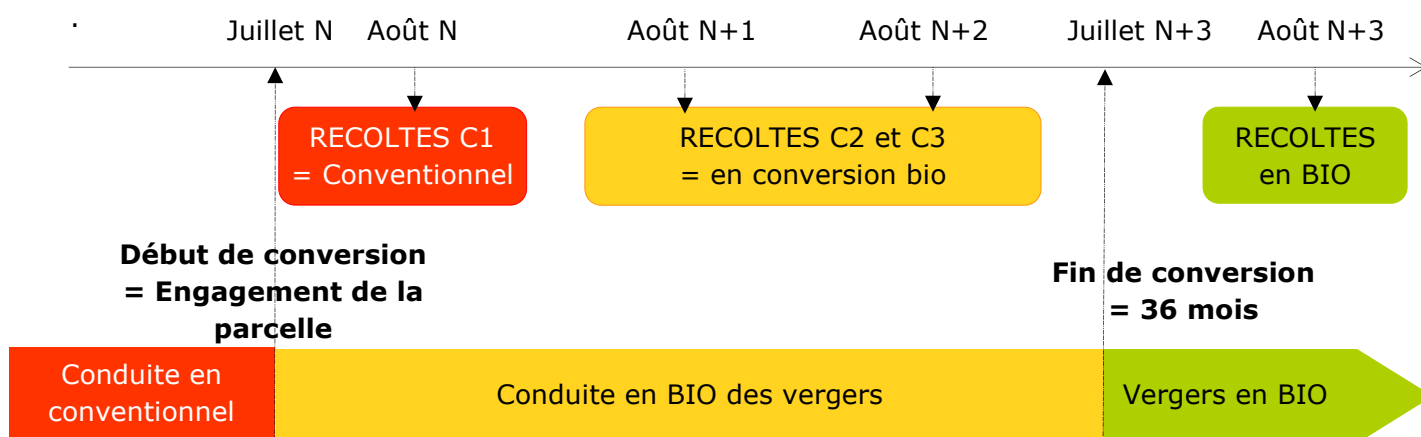 Juillet N Août N Août N+1 Août N+2 Juillet N+3 Août N+3
RECOLTES C1
= Conventionnel
RECOLTES C2 et C3
= en conversion bio
RECOLTES
en BIO
Début de conversion
= Engagement de la
parcelle
Fin de conversion
= 36 mois
Conduite en
conventionnel
Conduite en BIO des vergers
Vergers en BIO